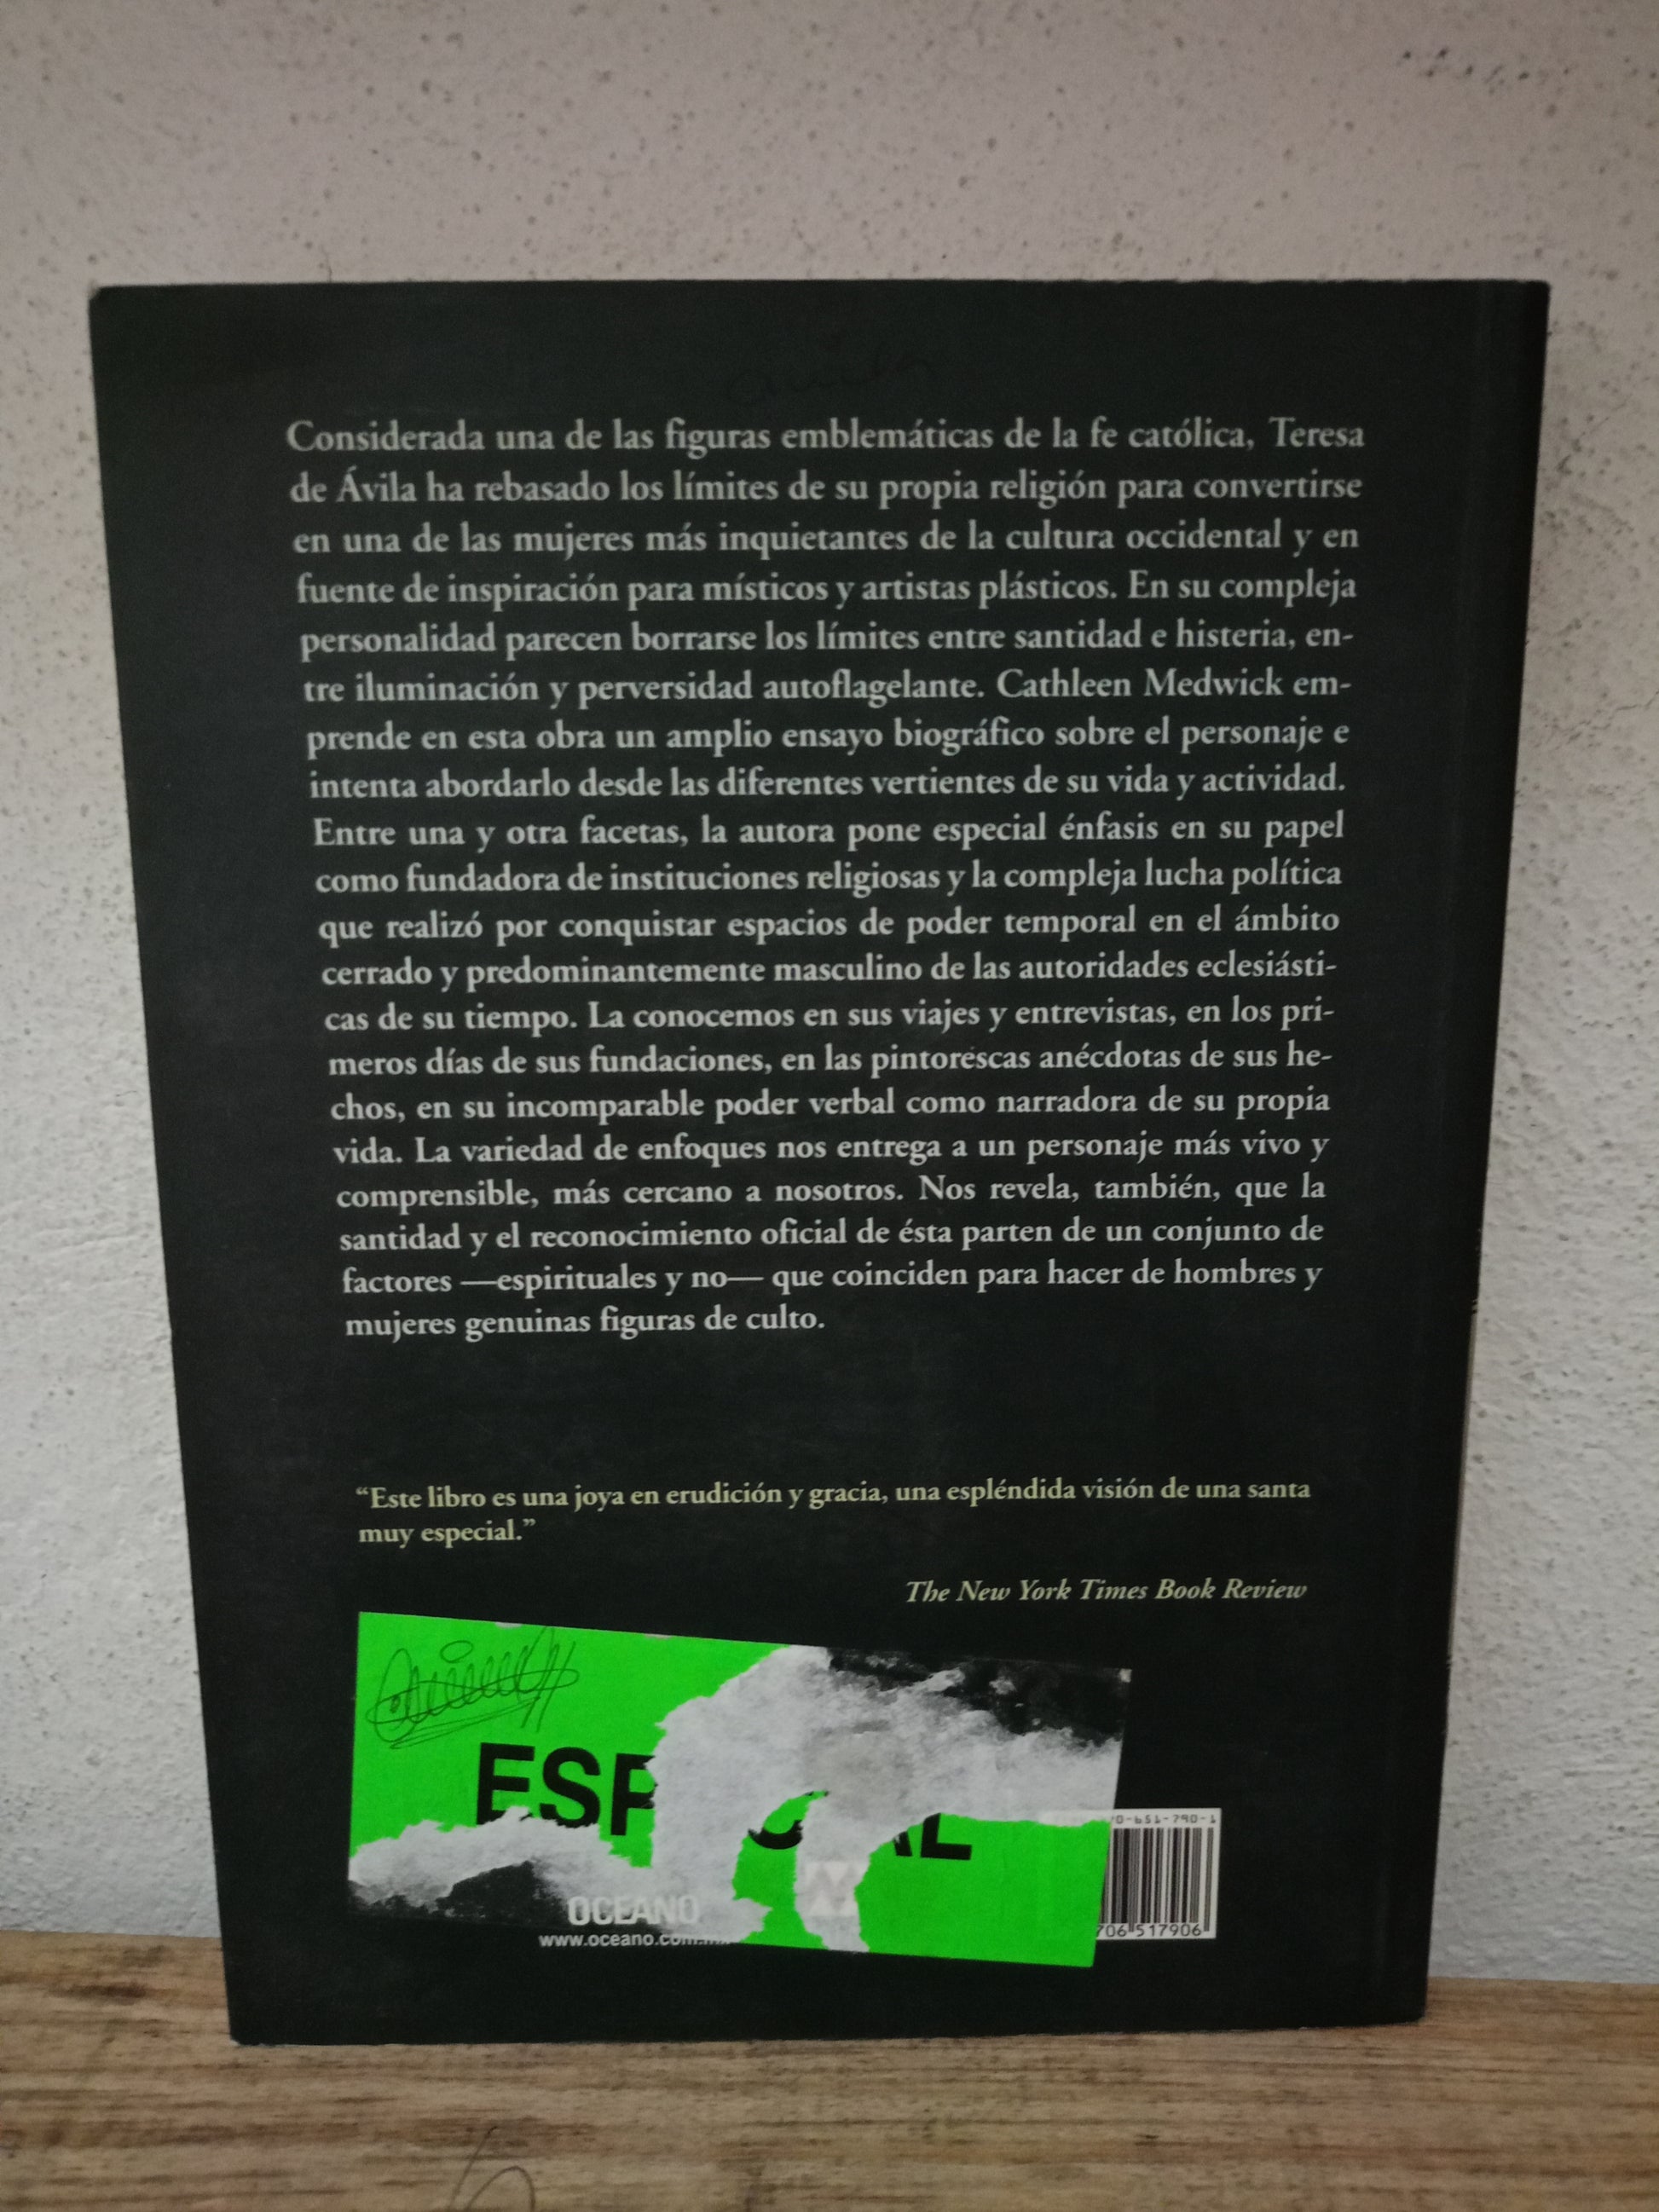 Considerada una de las figuras emblemáticas de la fe católica, Teresa
de Ávila ha rebasado los límites de su propia religión para convertirse
en una de las mujeres más inquietantes de la cultura occidental y en
fuente de inspiración para místicos y artistas plásticos. En su compleja
personalidad parecen borrarse los límites entre santidad e histeria, en-
tre iluminación y perversidad autoflagelante. Cathleen Medwick em-
prende en esta obra un amplio ensayo biográfico sobre el personaje e
intenta abordarlo desde las diferentes vertientes de su vida y actividad.
Entre una y otra facetas, la autora pone especial énfasis en su papel
como fundadora de instituciones religiosas y la compleja lucha política
que realizó por conquistar espacios de poder temporal en el ámbito
cerrado y predominantemente masculino de las autoridades eclesiásti-
cas de su tiempo. La conocemos en sus viajes y entrevistas, en los pri-
meros días de sus fundaciones, en las pintorescas anécdotas de sus he-
chos, en su incomparable poder verbal como narradora de su propia
vida. La variedad de enfoques nos entrega a un personaje más vivo y
comprensible, más cercano a nosotros. Nos revela, también, que la
santidad y el reconocimiento oficial de ésta parten de un conjunto de
factores —espirituales y no— que coinciden para hacer de hombres y
mujeres genuinas figuras de culto.
“Este libro es una joya en erudición y gracia, una espléndida visión de una santa
muy especial.”
The New York Times Book Review
0-651-790-1
OCEANO
www.oceano.com
706 517906